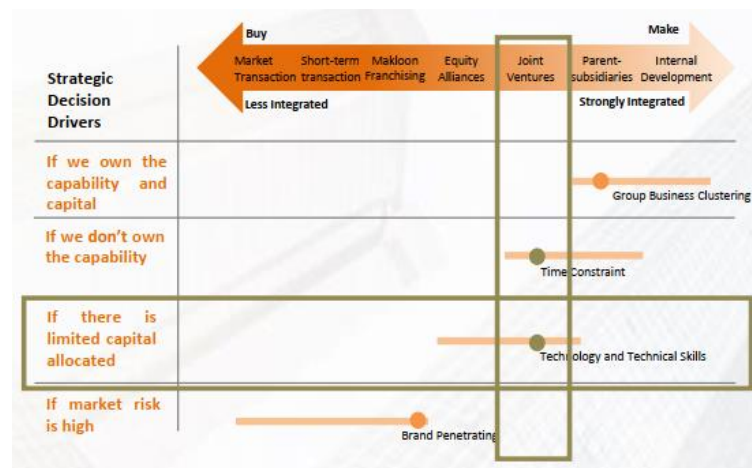 Buy
Make
Market Transaction
Short-term transaction
Makloon Franchising
Equity Alliances
Joint Ventures
Parent-subsidiaries
Internal Development
Less Integrated
Strongly Integrated
Strategic
Decision
Drivers
If we own the
capability and
capital
Group Business Clustering
If we don't own
the capability
Time Constraint
If there is
limited capital
allocated
Technology and Technical Skills
If market risk
is high
Brand Penetrating